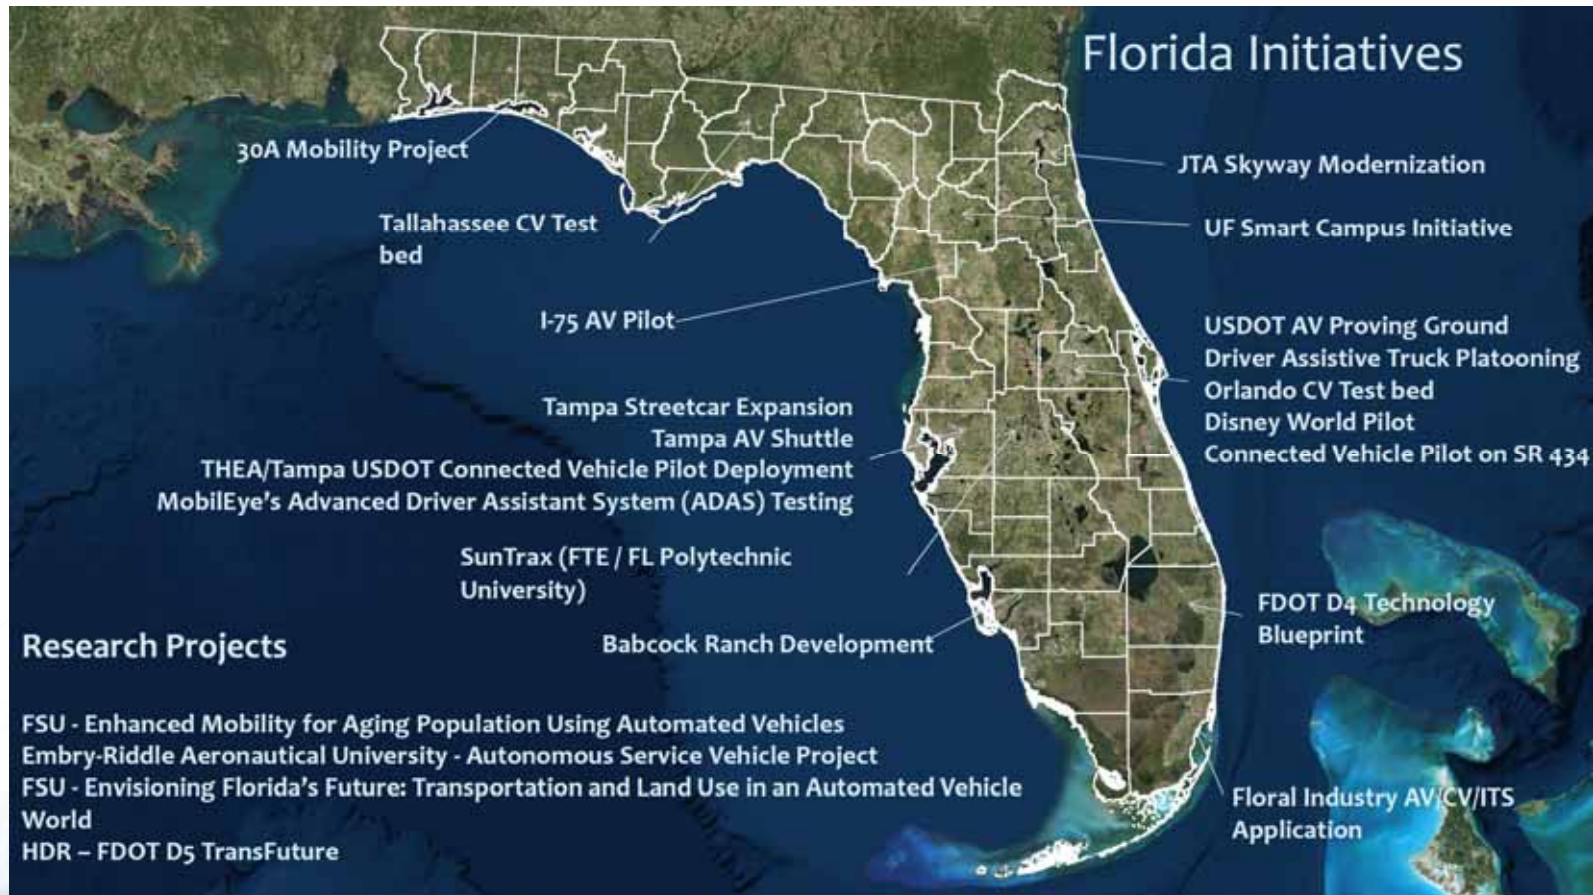 Florida Initiatives
30A Mobility Project
JTA Skyway Modernization
Tallahassee CV Test
bed
UF Smart Campus Initiative
I-75 AV Pilot
USDOT AV Proving Ground
Driver Assistive Truck Platooning
Orlando CV Test bed
Disney World Pilot
Connected Vehicle Pilot on SR 434
Tampa Streetcar Expansion
Tampa AV Shuttle
THEA/Tampa USDOT Connected Vehicle Pilot Deployment
MobilEye's Advanced Driver Assistant System (ADAS) Testing
SunTrax (FTE / FL Polytechnic
University)
FDOT D4 Technology
Blueprint
Babcock Ranch Development
Research Projects
FSU - Enhanced Mobility for Aging Population Using Automated Vehicles
Embry-Riddle Aeronautical University - Autonomous Service Vehicle Project
FSU - Envisioning Florida's Future: Transportation and Land Use in an Automated Vehicle
World
HDR – FDOT D5 TransFuture
Floral Industry AV/CV/ITS
Application